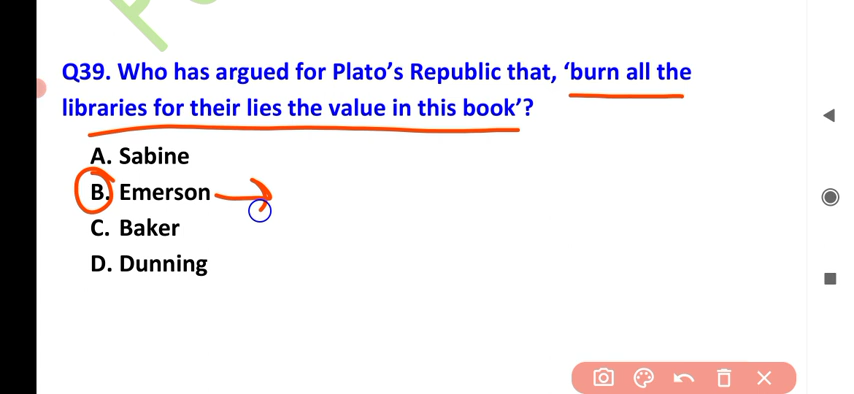 Q39. Who has argued for Plato's Republic that, 'burn all the
libraries for their lies the value in this book'?
A. Sabine
B. Emerson
C. Baker
D. Dunning